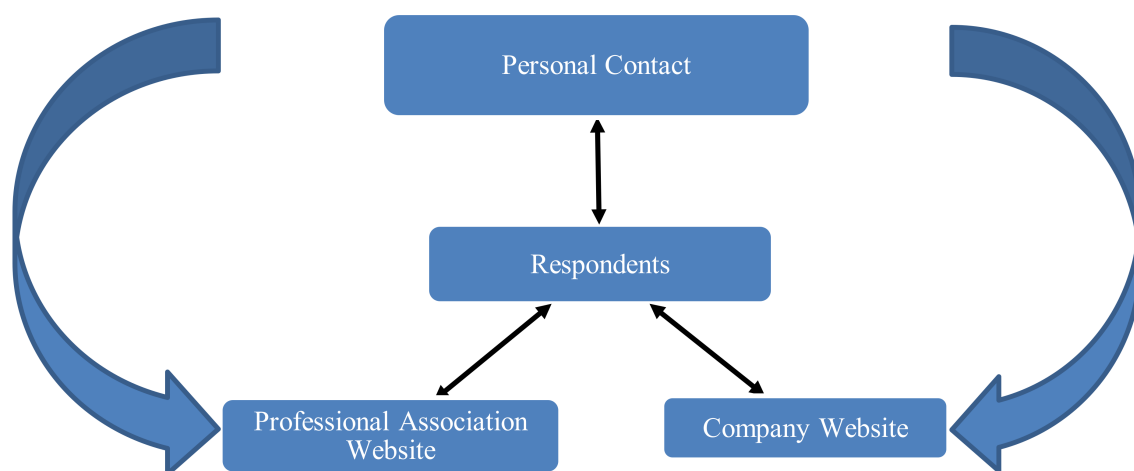 Personal Contact
Respondents
Professional Association
Website
Company Website